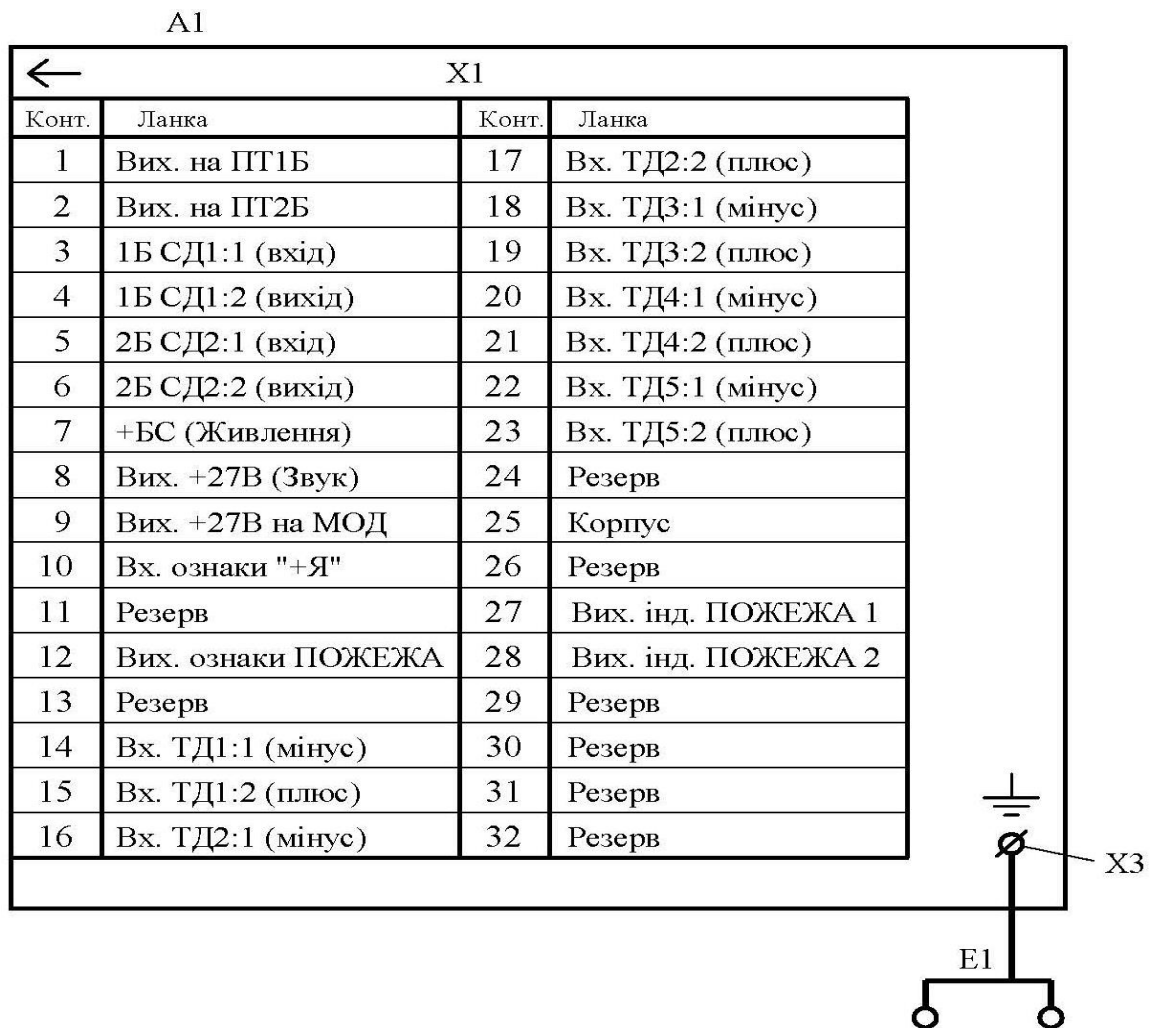 А1
X1
Конт. Ланка Конт. Ланка
1 Вих. на ПТ1Б 17 Вх. ТД2:2 (плюс)
2 Вих. на ПТ2Б 18 Вх. ТД3:1 (мінус)
3 1Б СД1:1 (вхід) 19 Вх. ТД3:2 (плюс)
4 1Б СД1:2 (вихід) 20 Вх. ТД4:1 (мінус)
5 2Б СД2:1 (вхід) 21 Вх. ТД4:2 (плюс)
6 2Б СД2:2 (вихід) 22 Вх. ТД5:1 (мінус)
7 +БС (Живлення) 23 Вх. ТД5:2 (плюс)
8 Вих. +27В (Звук) 24 Резерв
9 Вих. +27В на МОД 25 Корпус
10 Вх. ознаки "+Я" 26 Резерв
11 Резерв 27 Вих. інд. ПОЖЕЖА 1
12 Вих. ознаки ПОЖЕЖА 28 Вих. інд. ПОЖЕЖА 2
13 Резерв 29 Резерв
14 Вх. ТД1:1 (мінус) 30 Резерв
15 Вх. ТД1:2 (плюс) 31 Резерв
16 Вх. ТД2:1 (мінус) 32 Резерв
X3
E1